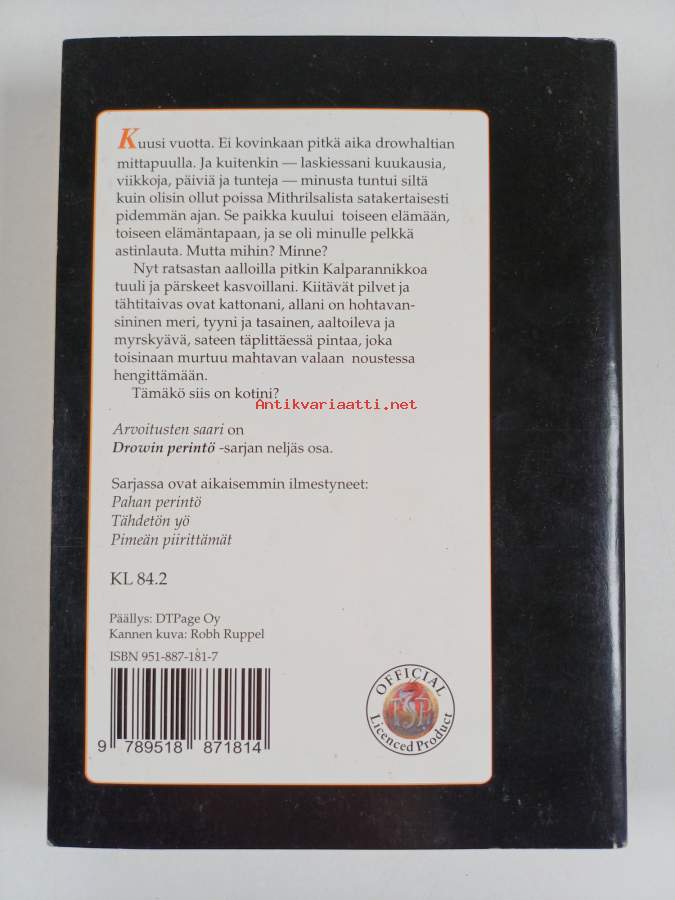 Kuusi vuotta. Ei kovinkaan pitkä aika drowhaltian
mittapuulla. Ja kuitenkin — laskiessani kuukausia,
viikkoja, päiviä ja tunteja — minusta tuntui siltä
kuin olisin ollut poissa Mithrilsalista satakertaisesti
pidemmän ajan. Se paikka kuului toiseen elämään,
toiseen elämäntapaan, ja se oli minulle pelkkä
astinlauta. Mutta mihin? Minne?
Nyt ratsastan aalloilla pitkin Kalparannikkoa
tuuli ja pärskeet kasvoillani. Kiitävät pilvet ja
tähtitaivas ovat kattonani, allani on hohtavan-
sininen meri, tyyni ja tasainen, aaltoileva ja
myrskyävä, sateen täplittäessä pintaa, joka
toisinaan murtuu mahtavan valaan noustessa
hengittämään.
Tämäkö siis on kotini?
Antikvariaatti.net
Arvoitusten saari on
Drowin perintö -sarjan neljäs osa.
Sarjassa ovat aikaisemmin ilmestyneet:
Pahan perintö
Tähdetön yö
Pimeän piirittämät
KL 84.2
Päällys: DTPage Oy
Kannen kuva: Robh Ruppel
ISBN 951-887-181-7
9 789518 871814
OFFICIAL
TSR
Licenced Product